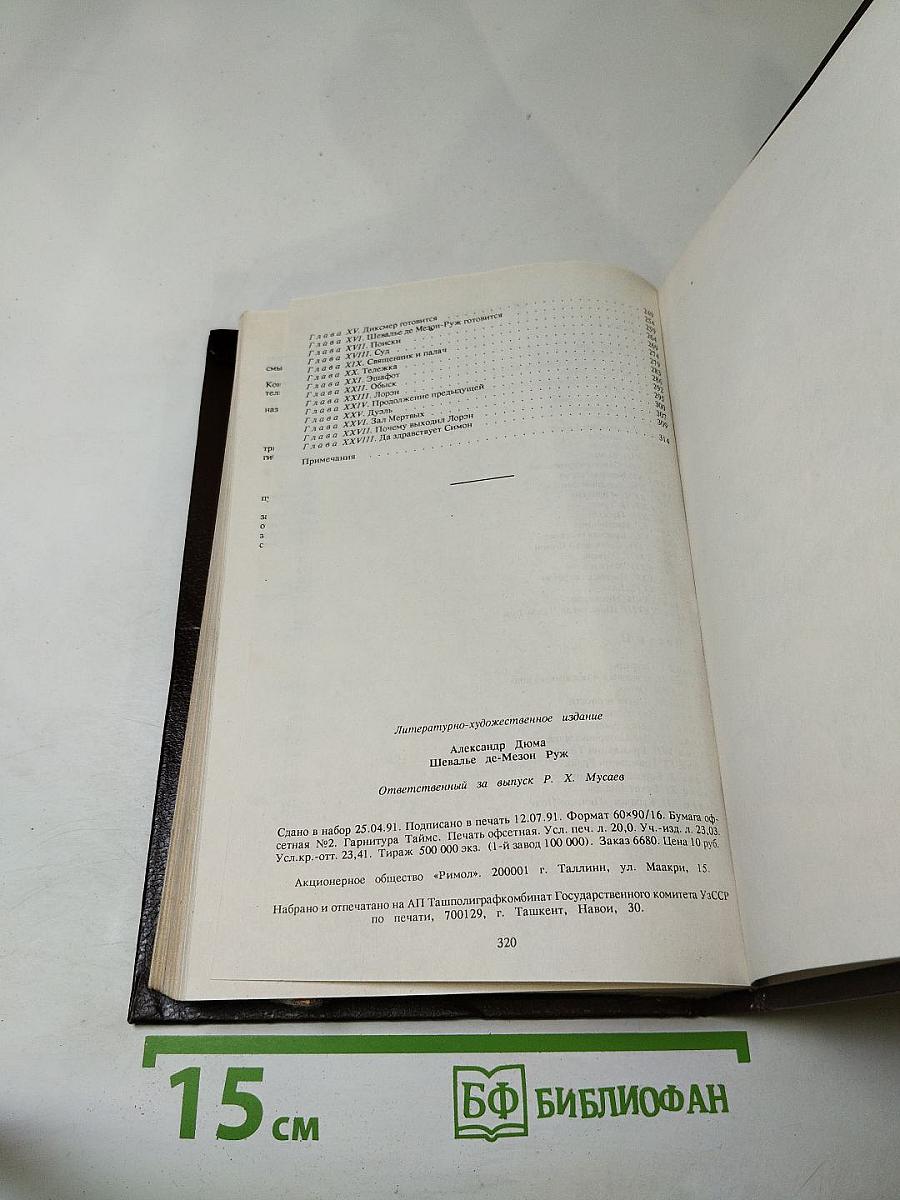 Глава XV. Диксмер готовится
Глава XVI. Шевалье де Мезон-Руж готовится
Глава XVII. Поиски
Глава XVIII. Суд
Глава XIX. Священник и палач
Глава XX. Тележка
Глава XXI. Эшафот
Глава XXII. Обыск
Глава XXIII. Лорэн
Глава XXIV. Продолжение предыдущей
Глава XXV. Дуэль
Глава XXVI. Зал Мертвых
Глава XXVII. Почему выходил Лорэн
Глава XXVIII. Да здравствует Симон
Примечания 314
Литературно-художественное издание
Александр Дюма
Шевалье де-Мезон Руж
Ответственный за выпуск Р. Х. Мусаев
Сдано в набор 25.04.91. Подписано в печать 12.07.91. Формат 60×90/16. Бумага оф-
сетная №2. Гарнитура Таймс. Печать офсетная. Усл. печ. л. 20,0. Уч.-изд. л. 23,03.
Усл.кр.-отт. 23,41. Тираж 500 000 экз. (1-й завод 100 000). Заказ 6680. Цена 10 руб.
Акционерное общество «Римол». 200001 г. Таллинн, ул. Маакри, 15.
Набрано и отпечатано на АП Ташполиграфкомбинат Государственного комитета УзССР
по печати, 700129, г. Ташкент, Навои, 30.
320
15 см
БФ БИБЛИОФАН